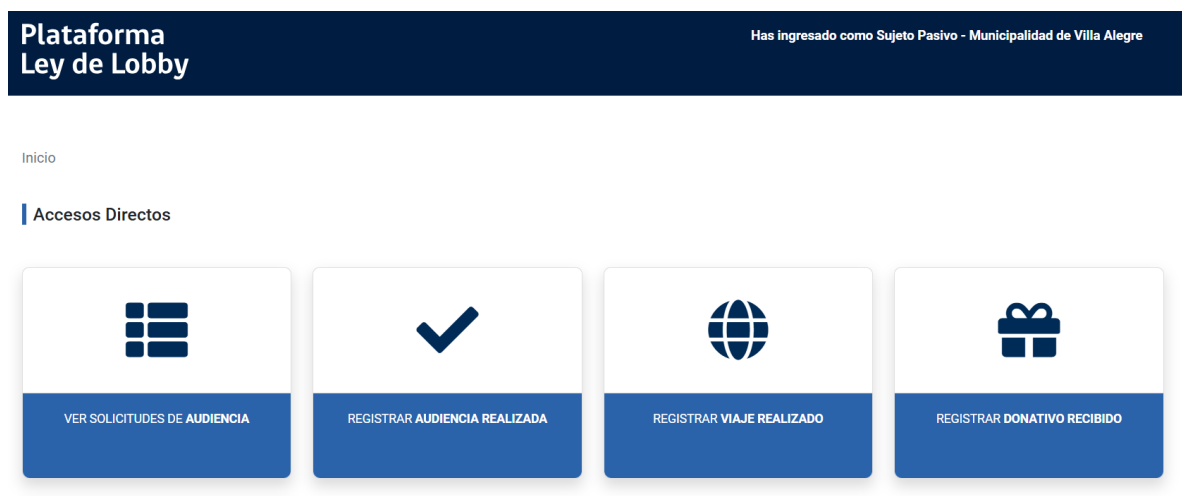 Plataforma
Ley de Lobby
Has ingresado como Sujeto Pasivo - Municipalidad de Villa Alegre
Inicio
Accesos Directos
VER SOLICITUDES DE AUDIENCIA
REGISTRAR AUDIENCIA REALIZADA
REGISTRAR VIAJE REALIZADO
REGISTRAR DONATIVO RECIBIDO